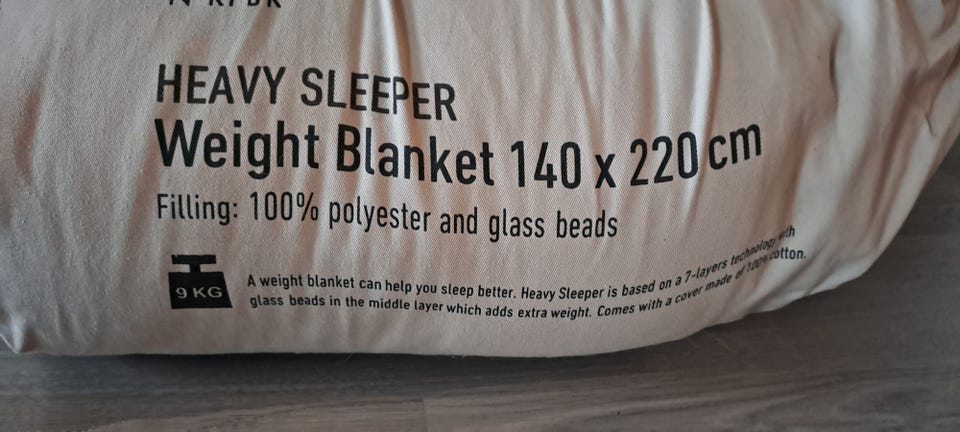 HEAVY SLEEPER
Weight Blanket 140 x 220 cm
Filling: 100% polyester and glass beads
9 KG
A weight blanket can help you sleep better. Heavy Sleeper is based on a 7-layers technology with
glass beads in the middle layer which adds extra weight. Comes with a cover made of 100% cotton.